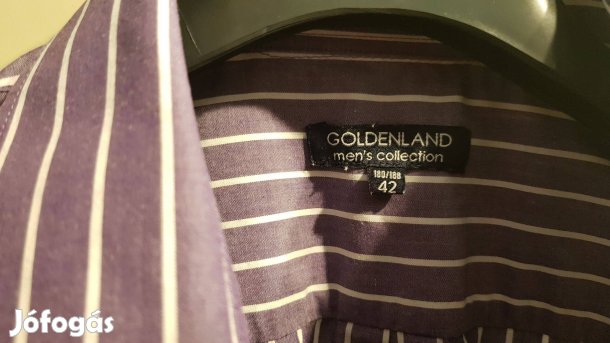 GOLDENLAND
men's collection
180/188
42
Jófogás